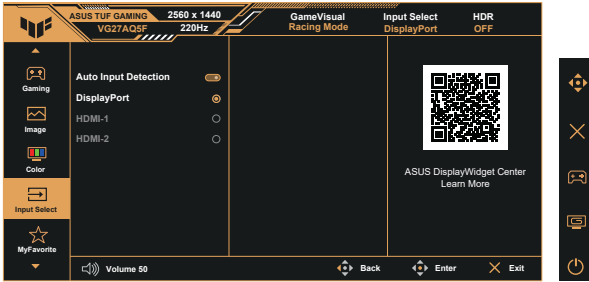 ASUS TUF GAMING 2560 x 1440
VG27AQ5F 220Hz
GameVisual
Racing Mode
Input Select
DisplayPort
HDR
OFF
Gaming
Image
Color
Input Select
MyFavorite
Auto Input Detection
DisplayPort
HDMI-1
HDMI-2
ASUS DisplayWidget Center
Learn More
Volume 50
Back
Enter
Exit